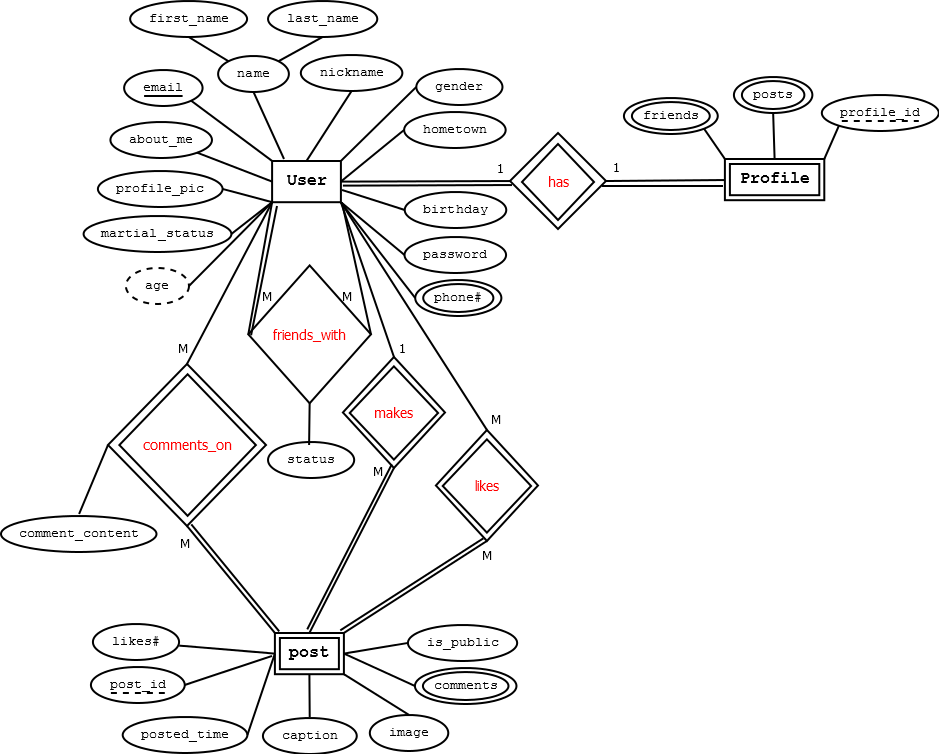 first_name
last_name
name
nickname
email
gender
about_me
hometown
profile_pic
martial_status
age
User
birthday
password
phone#
1
has
1
friends
posts
profile_id
Profile
M
M
friends_with
status
M
comments_on
comment_content
M
1
makes
M
M
likes
M
likes#
post_id
posted_time
post
caption
image
is_public
comments